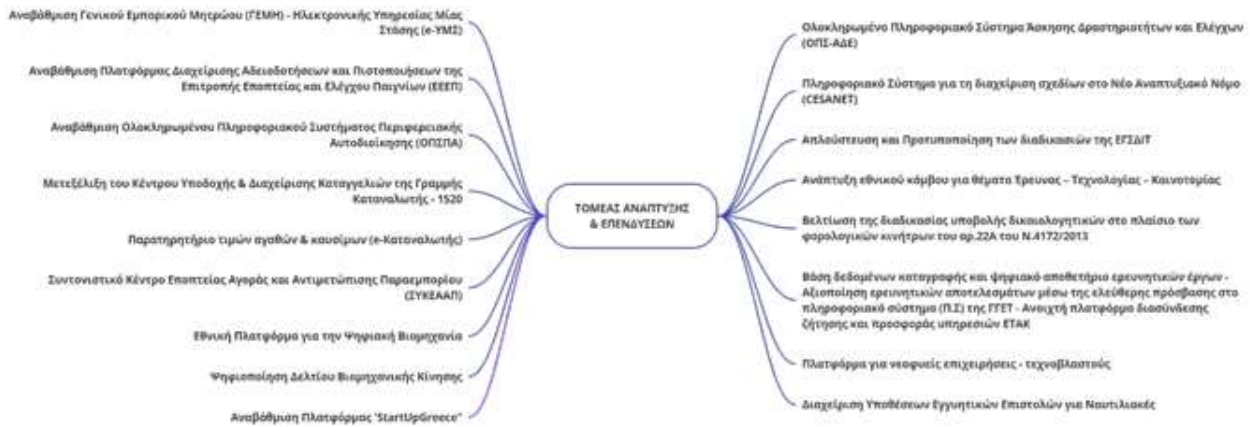 Αναβάθμιση Γενικού Εμπορικού Μητρώου (ΓΕΜΗ) - Ηλεκτρονικής Υπηρεσίας Μίας
Στάσης (e-ΥΜΣ)
Αναβάθμιση Πλατφόρμας Διαχείρισης Αδειοδοτήσεων και Πιστοποιήσεων της
Επιτροπής Εποπτείας και Ελέγχου Παιγνίων (ΕΕΕΠ)
Αναβάθμιση Ολοκληρωμένου Πληροφοριακού Συστήματος Περιφερειακής
Αυτοδιοίκησης (ΟΠΣΠΑ)
Μετεξέλιξη του Κέντρου Υποδοχής & Διαχείρισης Καταγγελιών της Γραμμής
Καταναλωτής - 1520
Παρατηρητήριο τιμών αγαθών & καυσίμων (e-Καταναλωτής)
Συντονιστικό Κέντρο Εποπτείας Αγοράς και Αντιμετώπισης Παραεμπορίου
(ΣΥΚΕΑΑΠ)
Εθνική Πλατφόρμα για την Ψηφιακή Βιομηχανία
Ψηφιοποίηση Δελτίου Βιομηχανικής Κίνησης
Αναβάθμιση Πλατφόρμας 'StartUpGreece"
ΤΟΜΕΑΣ ΑΝΑΠΤΥΞΗΣ
& ΕΠΕΝΔΥΣΕΩΝ
Ολοκληρωμένο Πληροφοριακό Σύστημα Άσκησης Δραστηριοτήτων και Ελέγχων
(ΟΠΣ-ΑΔΕ)
Πληροφοριακό Σύστημα για τη διαχείριση σχεδίων στο Νέο Αναπτυξιακό Νόμο
(CESANET)
Απλούστευση και Προτυποποίηση των διαδικασιών της ΕΓΣΔΙΤ
Ανάπτυξη εθνικού κόμβου για θέματα Έρευνας – Τεχνολογίας – Καινοτομίας
Βελτίωση της διαδικασίας υποβολής δικαιολογητικών στο πλαίσιο των
φορολογικών κινήτρων του αρ.22Α του Ν.4172/2013
Βάση δεδομένων καταγραφής και ψηφιακό αποθετήριο ερευνητικών έργων -
Αξιοποίηση ερευνητικών αποτελεσμάτων μέσω της ελεύθερης πρόσβασης στο
πληροφοριακό σύστημα (Π.Σ) της ΓΓΕΤ - Ανοιχτή πλατφόρμα διασύνδεσης
ζήτησης και προσφοράς υπηρεσιών ΕΤΑΚ
Πλατφόρμα για νεοφυείς επιχειρήσεις - τεχνοβλαστούς
Διαχείριση Υποθέσεων Εγγυητικών Επιστολών για Ναυτιλιακές